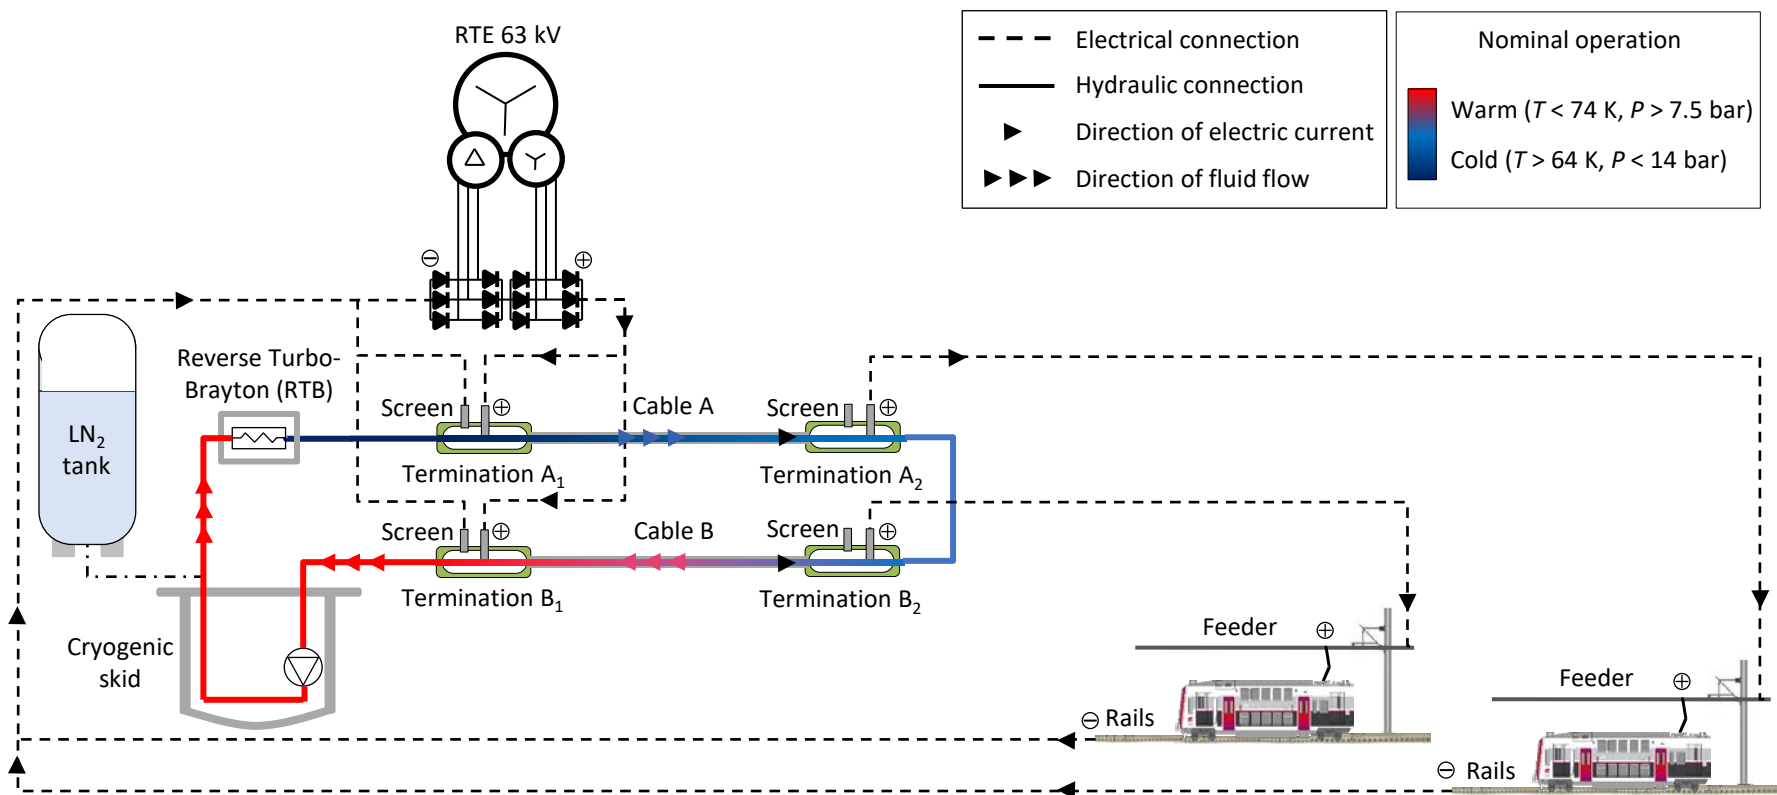 RTE 63 kV
Electrical connection
Hydraulic connection
Direction of electric current
Direction of fluid flow
Nominal operation
Warm (T < 74 K, P > 7.5 bar)
Cold (T > 64 K, P < 14 bar)
⊖
⊕
Reverse Turbo-
Brayton (RTB)
LN₂
tank
Screen
⊕
Cable A
Screen
⊕
Termination A₁
Termination A₂
Screen
⊕
Cable B
Screen
⊕
Termination B₁
Termination B₂
Cryogenic
skid
Feeder
⊕
⊖ Rails
Feeder
⊕
⊖ Rails